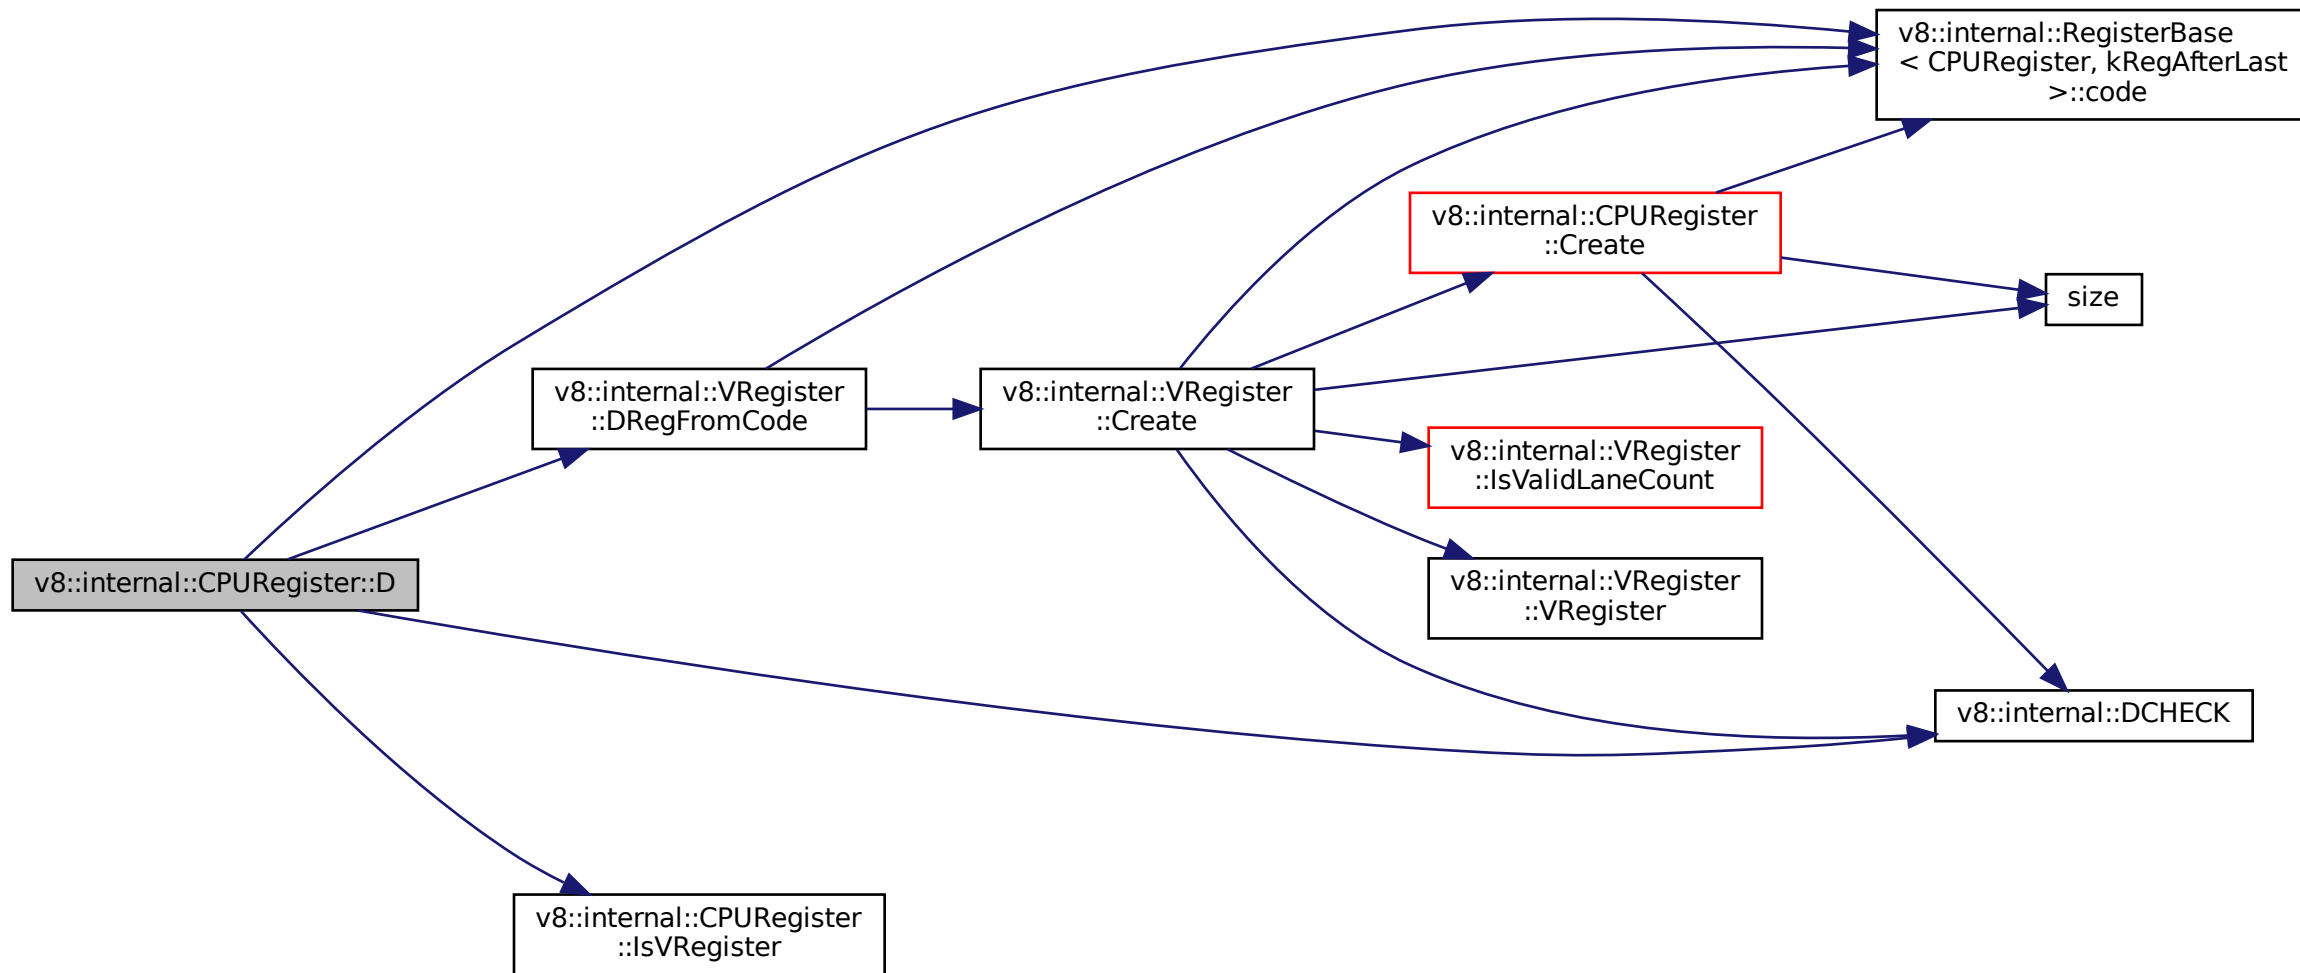 v8::internal::RegisterBase
< CPURegister, kRegAfterLast
>::code
v8::internal::CPURegister
::Create
size
v8::internal::VRegister
::DRegFromCode
v8::internal::VRegister
::Create
v8::internal::VRegister
::IsValidLaneCount
v8::internal::CPURegister::D
v8::internal::VRegister
::VRegister
v8::internal::DCHECK
v8::internal::CPURegister
::IsVRegister